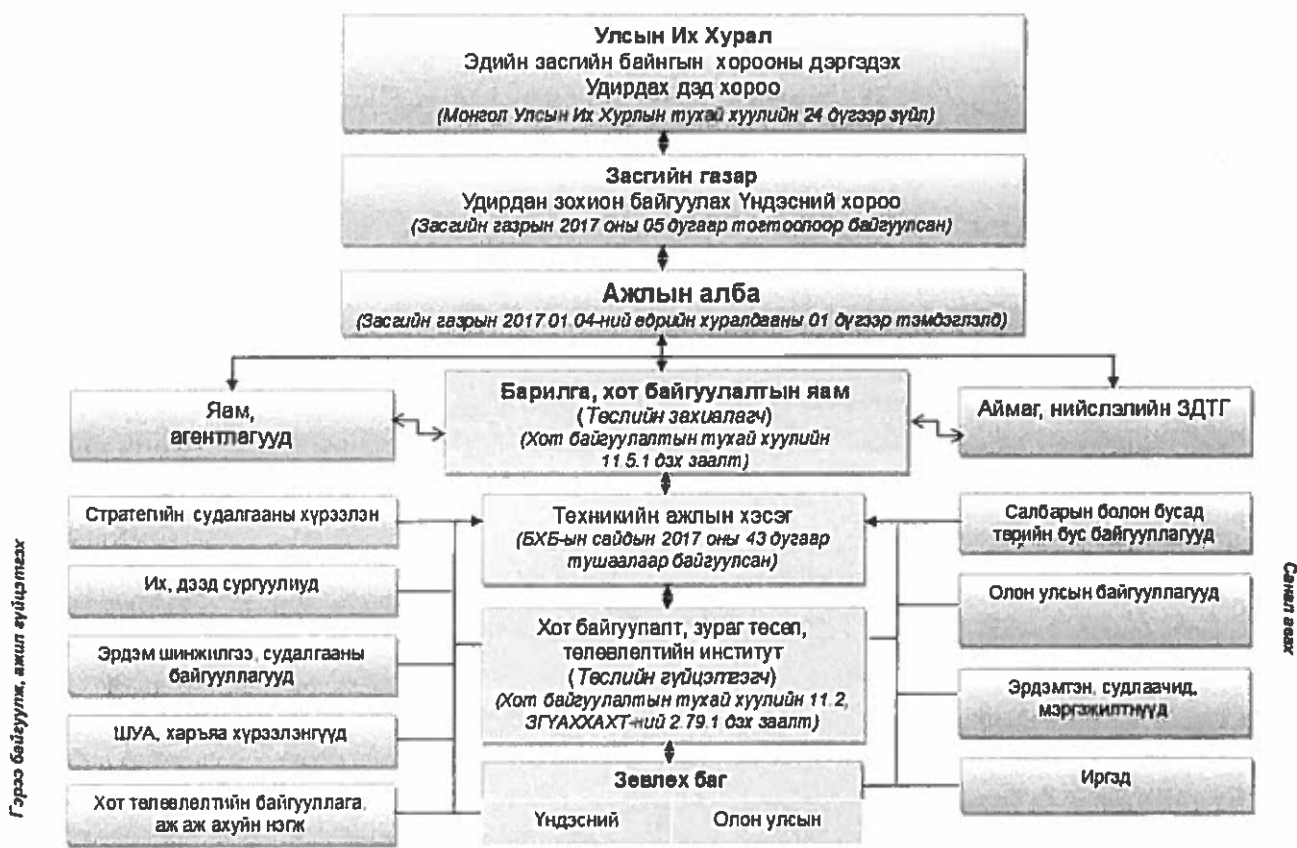 Улсын Их Хурал
Эдийн засгийн байнгын хорооны дэргэдэх
Удирдах дэд хороо
(Монгол Улсын Их Хурлын тухай хуулийн 24 дүгээр зүйл)
Засгийн газар
Удирдан зохион байгуулах Үндэсний хороо
(Засгийн газрын 2017 оны 05 дугаар тогтоолоор байгуулсан)
Ажлын алба
(Засгийн газрын 2017.01.04-ний өдрийн хуралдааны 01 дүгээр тэмдэглэлд)
Яам,
агентлагууд
Барилга, хот байгуулалтын яам
(Төслийн захиалагч)
(Хот байгуулалтын тухай хуулийн
11.5.1 дэх заалт)
Аймаг, нийслэлийн ЗДТГ
Гэрээ байгуулж, ажил гүйцэтгэх
Стратегийн судалгааны хүрээлэн
Их, дээд сургуулиуд
Эрдэм шинжилгээ, судалгааны
байгууллагууд
ШУА, харъяа хүрээлэнгүүд
Хот төлөвлөлтийн байгууллага,
аж аж ахуйн нэгж
Техникийн ажлын хэсэг
(БХБ-ын сайдын 2017 оны 43 дугаар
тушаалаар байгуулсан)
Хот байгуулалт, зураг төсөл,
төлөвлөлтийн институт
(Төслийн гүйцэтгэгч)
(Хот байгуулалтын тухай хуулийн 11.2,
ЗГҮАХХАХТ-ний 2.79.1 дэх заалт)
Зөвлөх баг
Үндэсний
Олон улсын
Салбарын болон бусад
төрийн бус байгууллагууд
Олон улсын байгууллагууд
Эрдэмтэн, судлаачид,
мэргэжилтнүүд
Иргэд
Санал авах